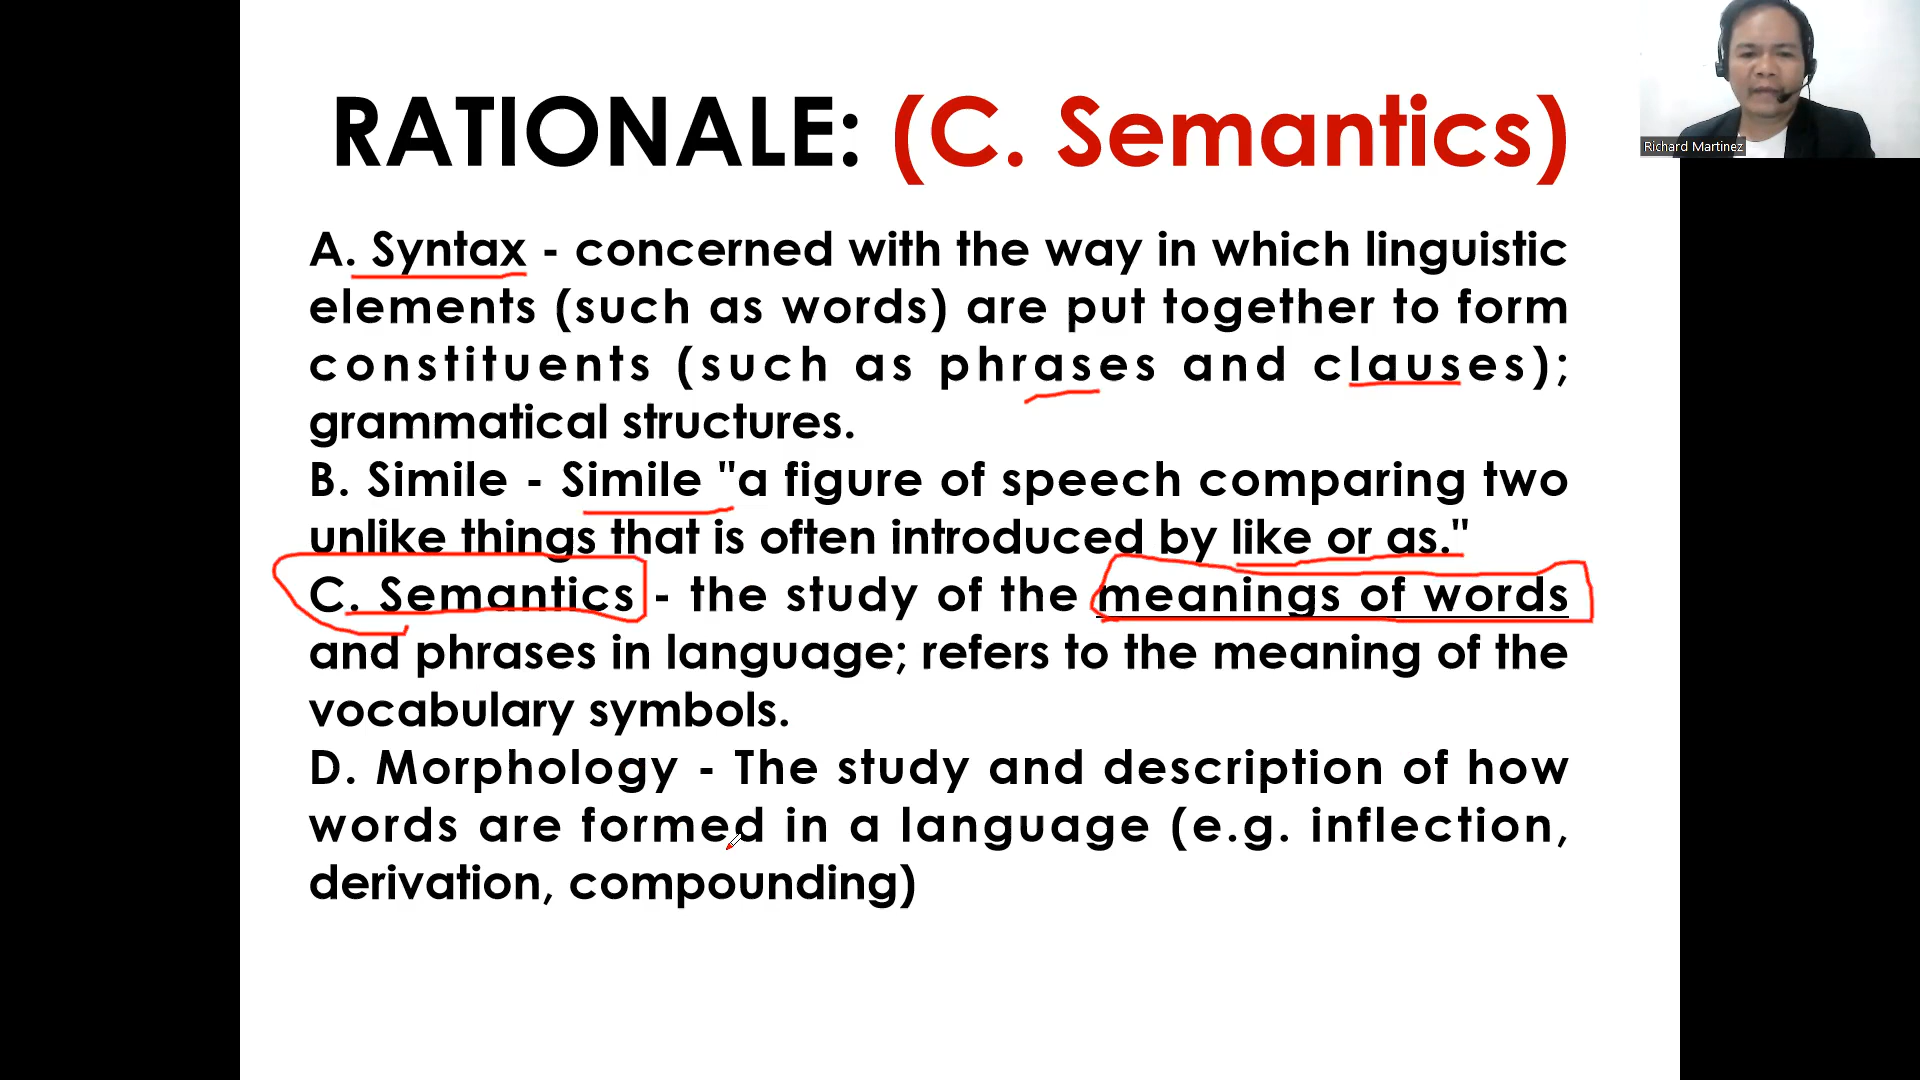 RATIONALE: (C. Semantics)
Richard Martinez
A. Syntax - concerned with the way in which linguistic
elements (such as words) are put together to form
constituents (such as phrases and clauses);
grammatical structures.
B. Simile - Simile "a figure of speech comparing two
unlike things that is often introduced by like or as."
C. Semantics - the study of the meanings of words
and phrases in language; refers to the meaning of the
vocabulary symbols.
D. Morphology - The study and description of how
words are formed in a language (e.g. inflection,
derivation, compounding)